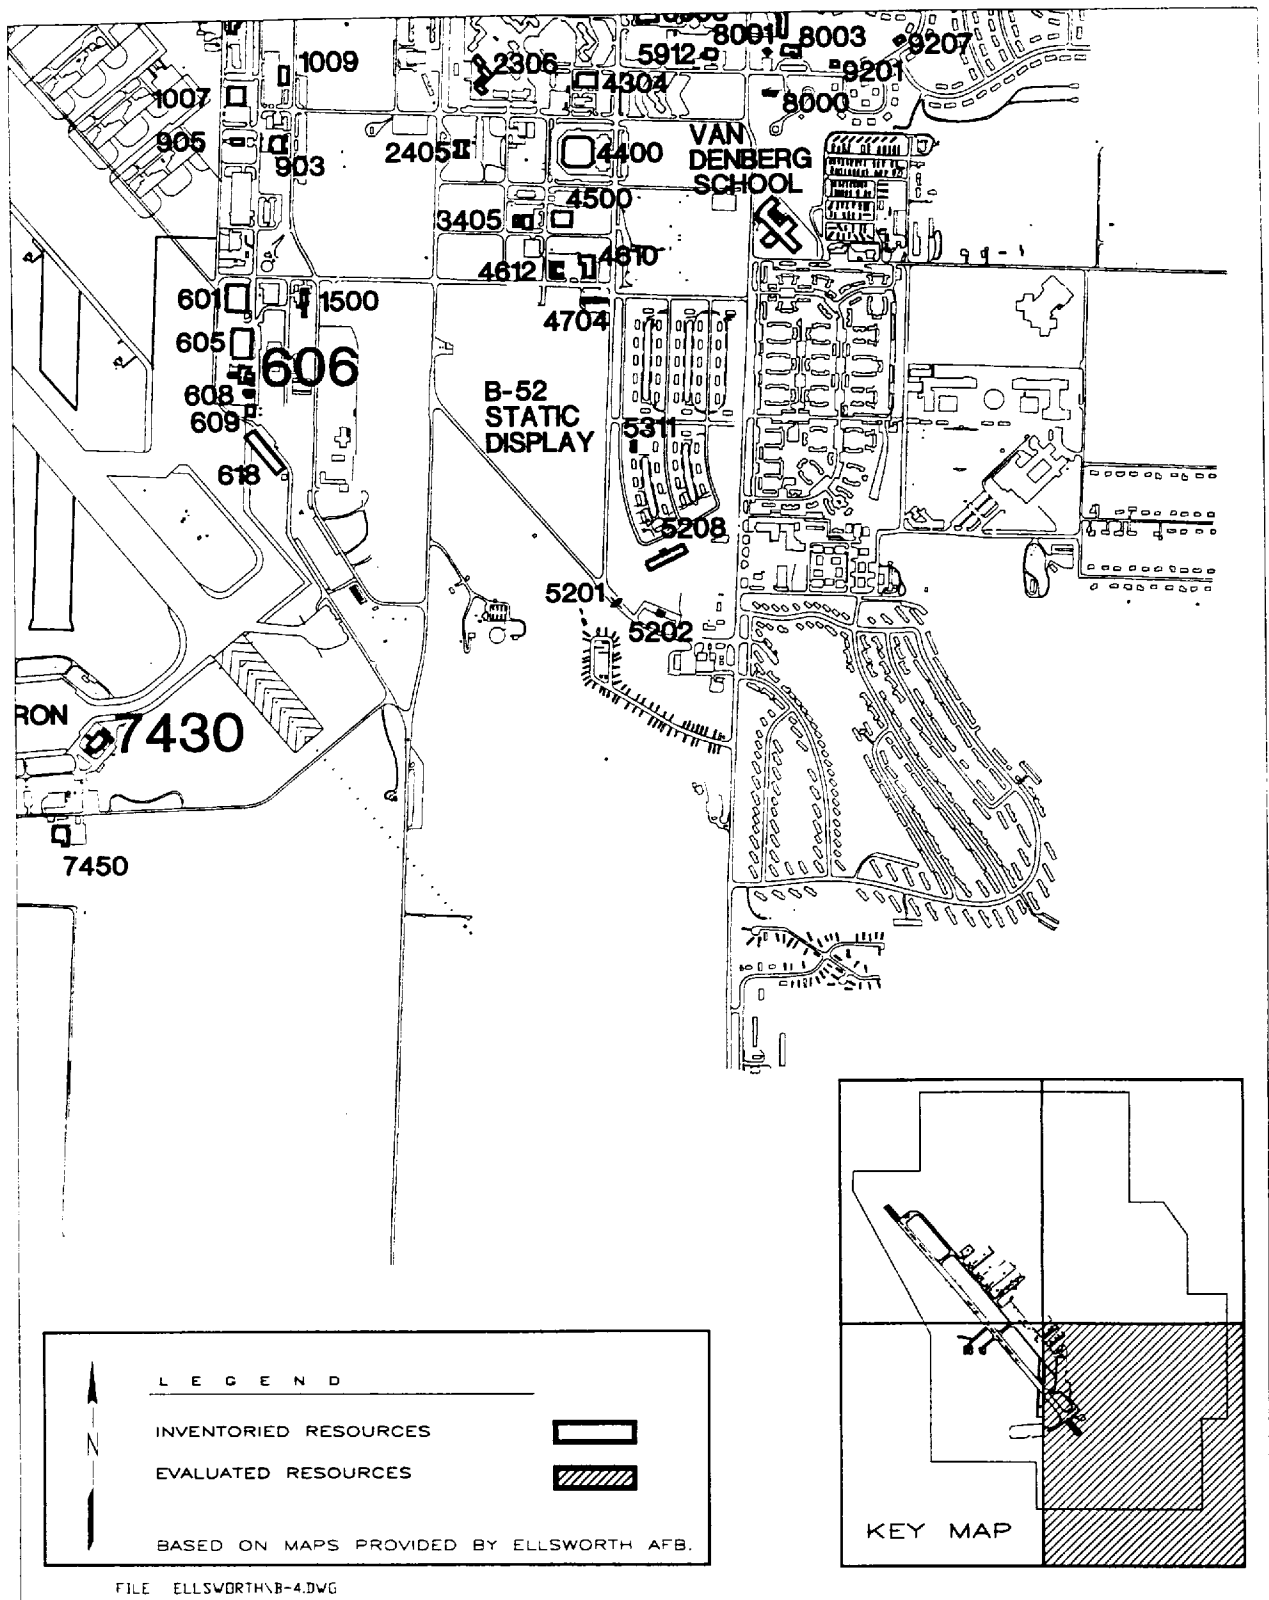 8001
8003
9207
5912
1009
2306
9201
4304
1007
8000
905
903
2405
4400
VAN
DENBERG
SCHOOL
4500
3405
4610
4612
601
1500
4704
605
606
608
609
B-52
STATIC
DISPLAY
5311
618
5208
5201
5202
RON
7430
7450
LEGEND
N
INVENTORIED RESOURCES
EVALUATED RESOURCES
BASED ON MAPS PROVIDED BY ELLSWORTH AFB.
KEY MAP
FILE ELLSWORTH\B-4.DWG